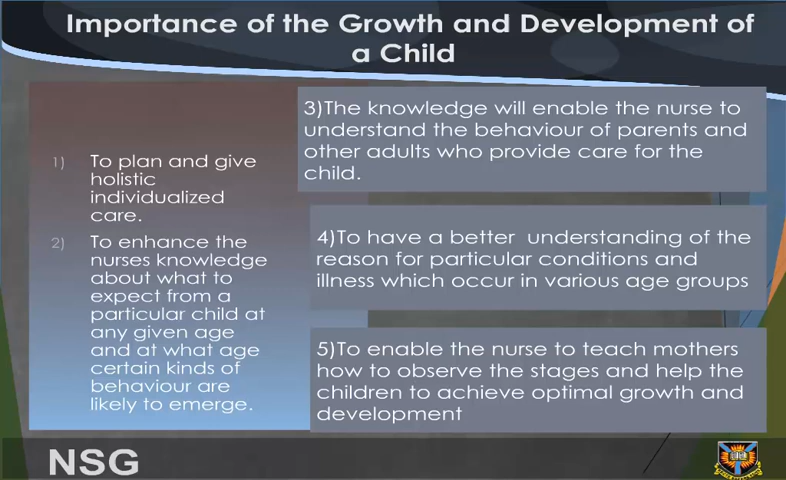 Importance of the Growth and Development of
a Child
1) To plan and give
holistic
individualized
care.
2) To enhance the
nurses knowledge
about what to
expect from a
particular child at
any given age
and at what age
certain kinds of
behaviour are
likely to emerge.
3)The knowledge will enable the nurse to
understand the behaviour of parents and
other adults who provide care for the
child.
4)To have a better understanding of the
reason for particular conditions and
illness which occur in various age groups
5)To enable the nurse to teach mothers
how to observe the stages and help the
children to achieve optimal growth and
development
NSG